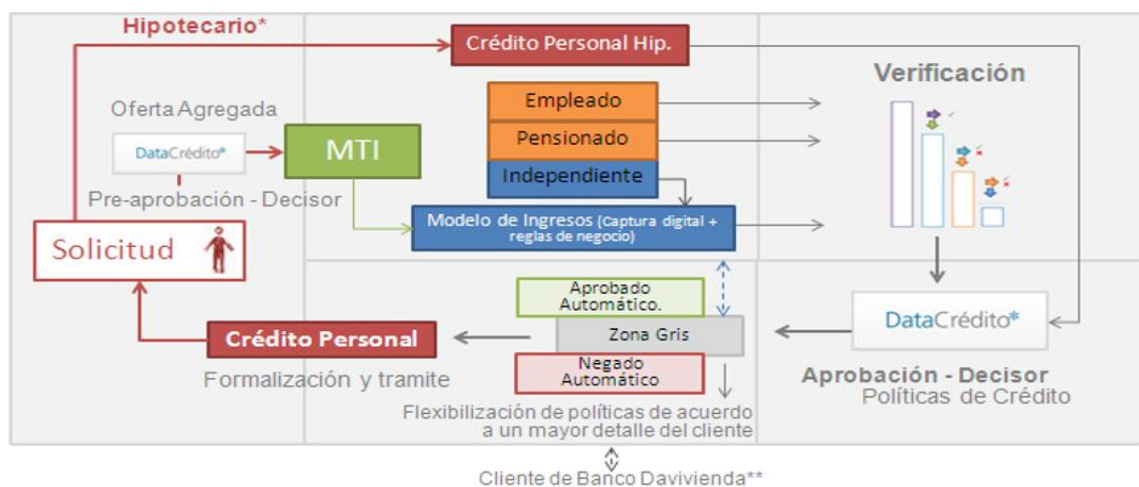 Hipotecario*
Crédito Personal Hip.
Verificación
Oferta Agregada
DataCrédito*
MTI
Pre-aprobación - Decisor
Solicitud
Empleado
Pensionado
Independiente
Modelo de Ingresos (Captura digital +
reglas de negocio)
Aprobado
Automático.
Zona Gris
Negado
Automático
Crédito Personal
Formalización y tramite
DataCrédito*
Aprobación - Decisor
Políticas de Crédito
Flexibilización de políticas de acuerdo
a un mayor detalle del cliente
Cliente de Banco Davivienda**